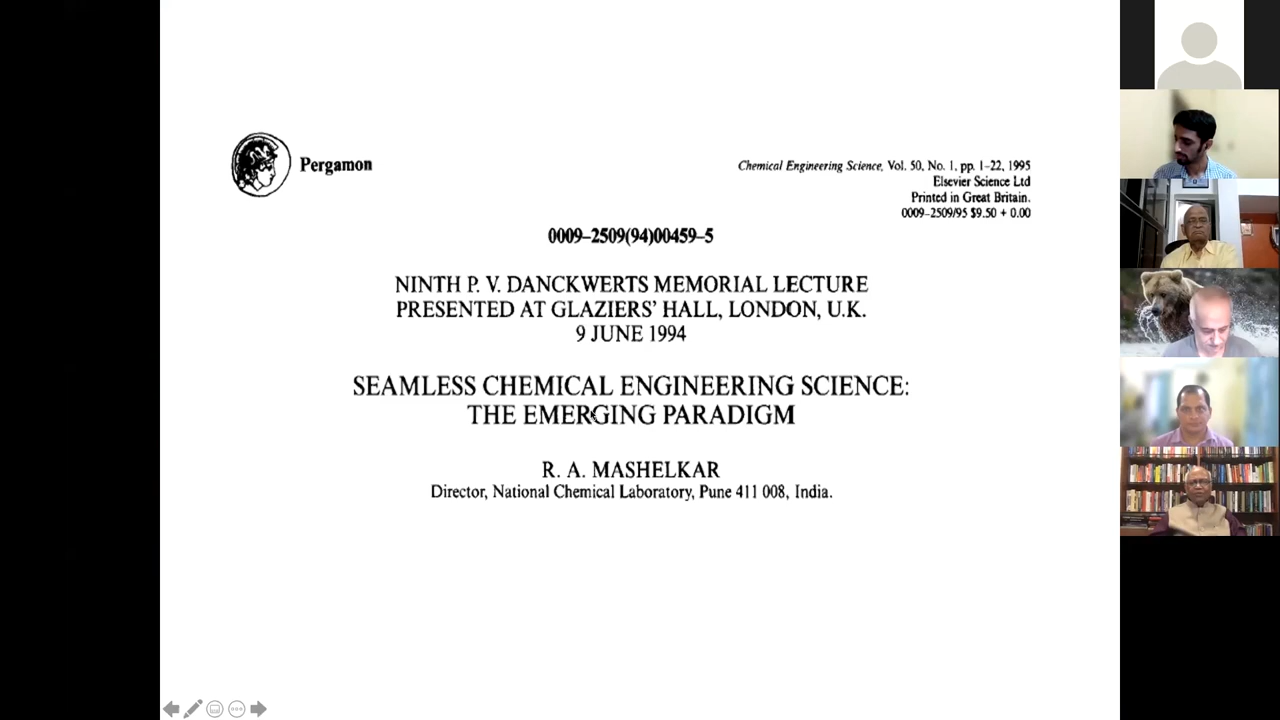 Pergamon
Chemical Engineering Science, Vol. 50, No. 1, pp. 1–22, 1995
Elsevier Science Ltd
Printed in Great Britain.
0009–2509/95 $9.50 + 0.00
0009–2509(94)00459–5
NINTH P. V. DANCKWERTS MEMORIAL LECTURE
PRESENTED AT GLAZIERS' HALL, LONDON, U.K.
9 JUNE 1994
SEAMLESS CHEMICAL ENGINEERING SCIENCE:
THE EMERGING PARADIGM
R. A. MASHELKAR
Director, National Chemical Laboratory, Pune 411 008, India.